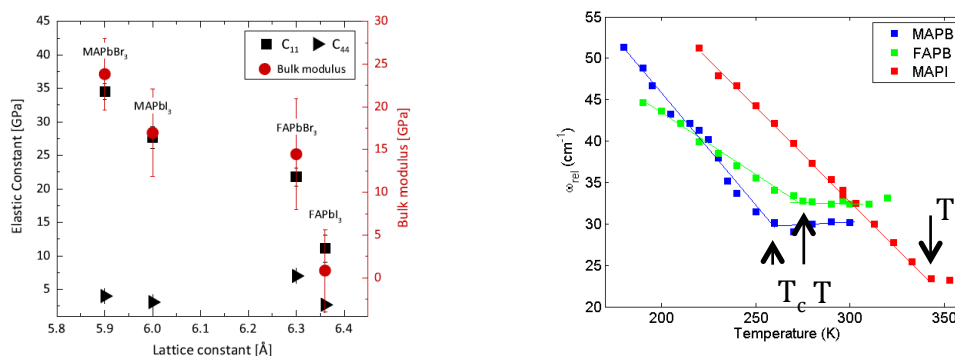 45
40
35
30
25
20
15
10
5
Elastic Constant [GPa]
5.8 5.9 6.0 6.1 6.2 6.3 6.4
Lattice constant [Å]
30
25
20
15
10
5
0
Bulk modulus [GPa]
C11 C44
Bulk modulus
MAPbBr3
MAPbI3
FAPbBr3
FAPbI3
55
50
45
40
35
30
25
20
ωrel (cm-1)
200 250 300 350
Temperature (K)
MAPB
FAPB
MAPI
Tc T
T